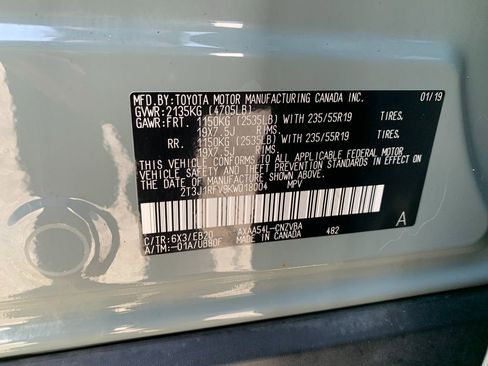 MFD.BY:TOYOTA MOTOR MANUFACTURING CANADA INC. 01/19
GVWR:2135KG (4705LB)
GAWR:FRT. 1150KG (2535LB) WITH 235/55R19 TIRES.
19X7.5J RIMS.
RR. 1150KG (2535LB) WITH 235/55R19 TIRES.
19X7.5J RIMS.
THIS VEHICLE CONFORMS TO ALL APPLICABLE FEDERAL MOTOR
VEHICLE SAFETY AND THEFT PREVENTION STANDARDS IN
EFFECT ON THE DATE OF MANUFACTURE SHOWN ABOVE.
2T3J1RFV9KW018004 MPV
A
C/TR:6X3/EB20 AXAA54L-CNZVBA 482
A/TM:-01A/UB80F MADE IN CANADA